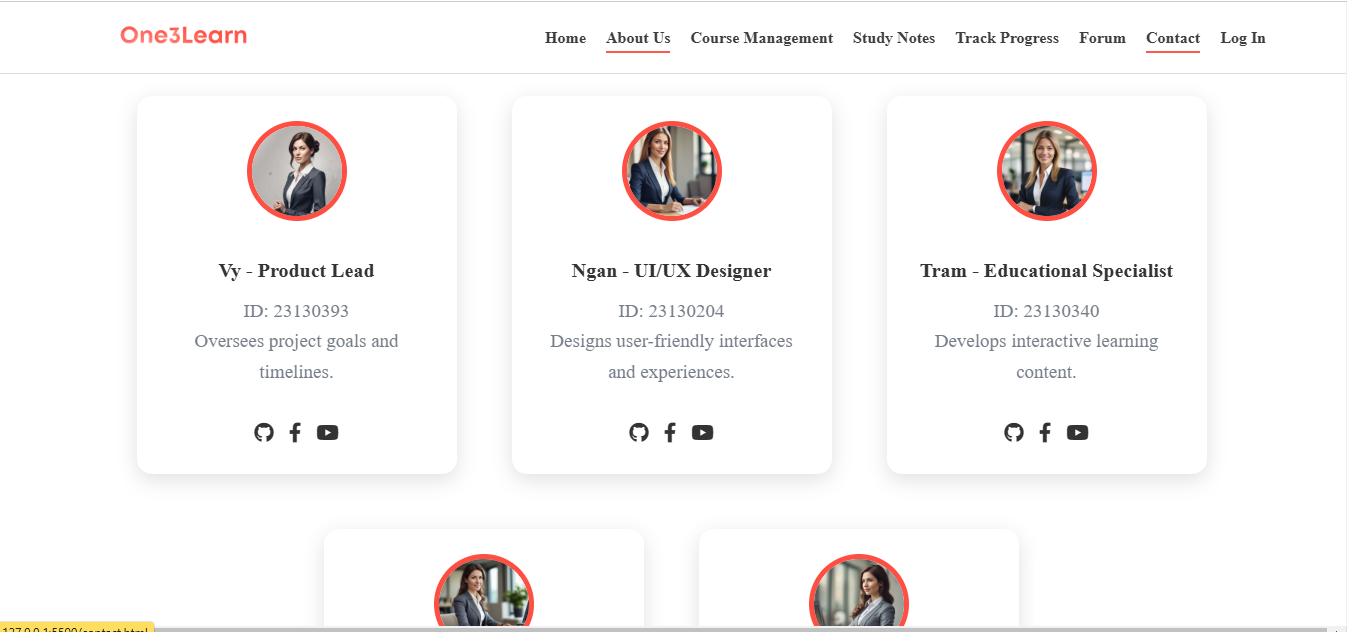 One3Learn
Home About Us Course Management Study Notes Track Progress Forum Contact Log In
Vy - Product Lead
ID: 23130393
Oversees project goals and
timelines.
Ngan - UI/UX Designer
ID: 23130204
Designs user-friendly interfaces
and experiences.
Tram - Educational Specialist
ID: 23130340
Develops interactive learning
content.
127.0.0.1:5500/contact.html